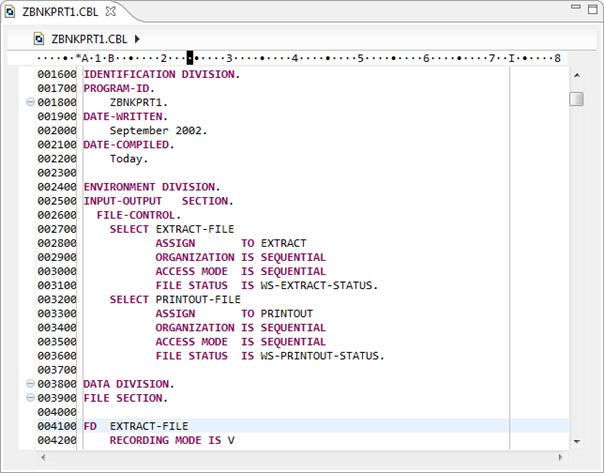 ZBNKPRT1.CBL
ZBNKPRT1.CBL
····•·*A·1·B··•····2··•·•····3····•····4····•····5····•····6····•····7··I·•····8
001600 IDENTIFICATION DIVISION.
001700 PROGRAM-ID.
001800     ZBNKPRT1.
001900 DATE-WRITTEN.
002000     September 2002.
002100 DATE-COMPILED.
002200     Today.
002300
002400 ENVIRONMENT DIVISION.
002500 INPUT-OUTPUT   SECTION.
002600   FILE-CONTROL.
002700     SELECT EXTRACT-FILE
002800            ASSIGN       TO EXTRACT
002900            ORGANIZATION IS SEQUENTIAL
003000            ACCESS MODE  IS SEQUENTIAL
003100            FILE STATUS  IS WS-EXTRACT-STATUS.
003200     SELECT PRINTOUT-FILE
003300            ASSIGN       TO PRINTOUT
003400            ORGANIZATION IS SEQUENTIAL
003500            ACCESS MODE  IS SEQUENTIAL
003600            FILE STATUS  IS WS-PRINTOUT-STATUS.
003800 DATA DIVISION.
003900 FILE SECTION.
004000
004100 FD  EXTRACT-FILE
004200     RECORDING MODE IS V